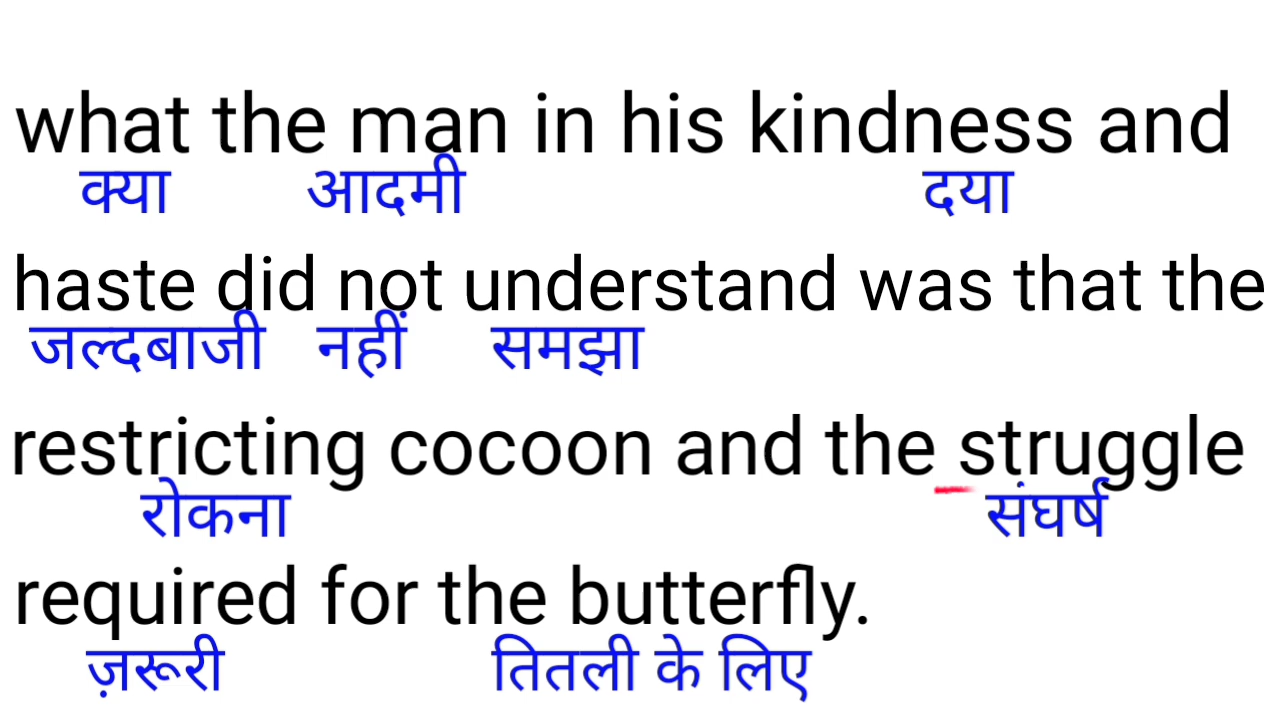 what the man in his kindness and
क्या आदमी दया
haste did not understand was that the
जल्दबाजी नहीं समझा
restricting cocoon and the struggle
रोकना संघर्ष
required for the butterfly.
ज़रूरी तितली के लिए